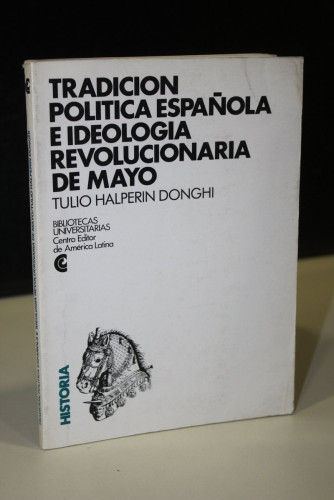 TRADICION
POLITICA ESPAÑOLA
E IDEOLOGIA
REVOLUCIONARIA
DE MAYO
TULIO HALPERIN DONGHI
BIBLIOTECAS
UNIVERSITARIAS
Centro Editor
de América Latina
HISTORIA